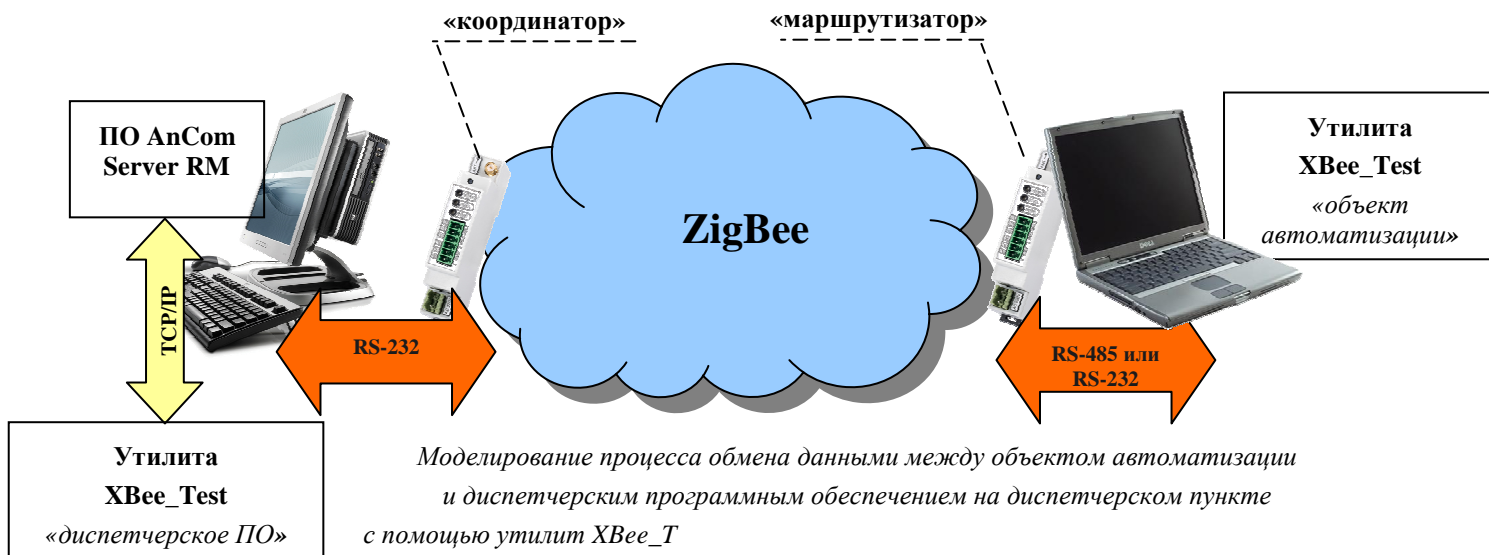 «координатор»
«маршрутизатор»
ПО AnCom
Server RM
ZigBee
Утилита
XBee_Test
«объект
автоматизации»
TCP/IP
RS-232
RS-485 или
RS-232
DELL
Утилита
XBee_Test
«диспетчерское ПО»
Моделирование процесса обмена данными между объектом автоматизации
и диспетчерским программным обеспечением на диспетчерском пункте
с помощью утилит XBee_T